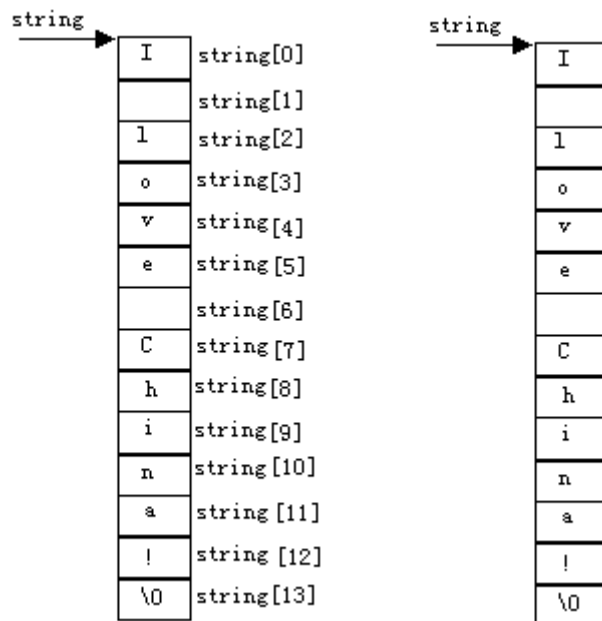 string
I string[0]
string[1]
l string[2]
o string[3]
v string[4]
e string[5]
string[6]
C string[7]
h string[8]
i string[9]
n string[10]
a string[11]
! string[12]
\0 string[13]
string
I
l
o
v
e
C
h
i
n
a
!
\0